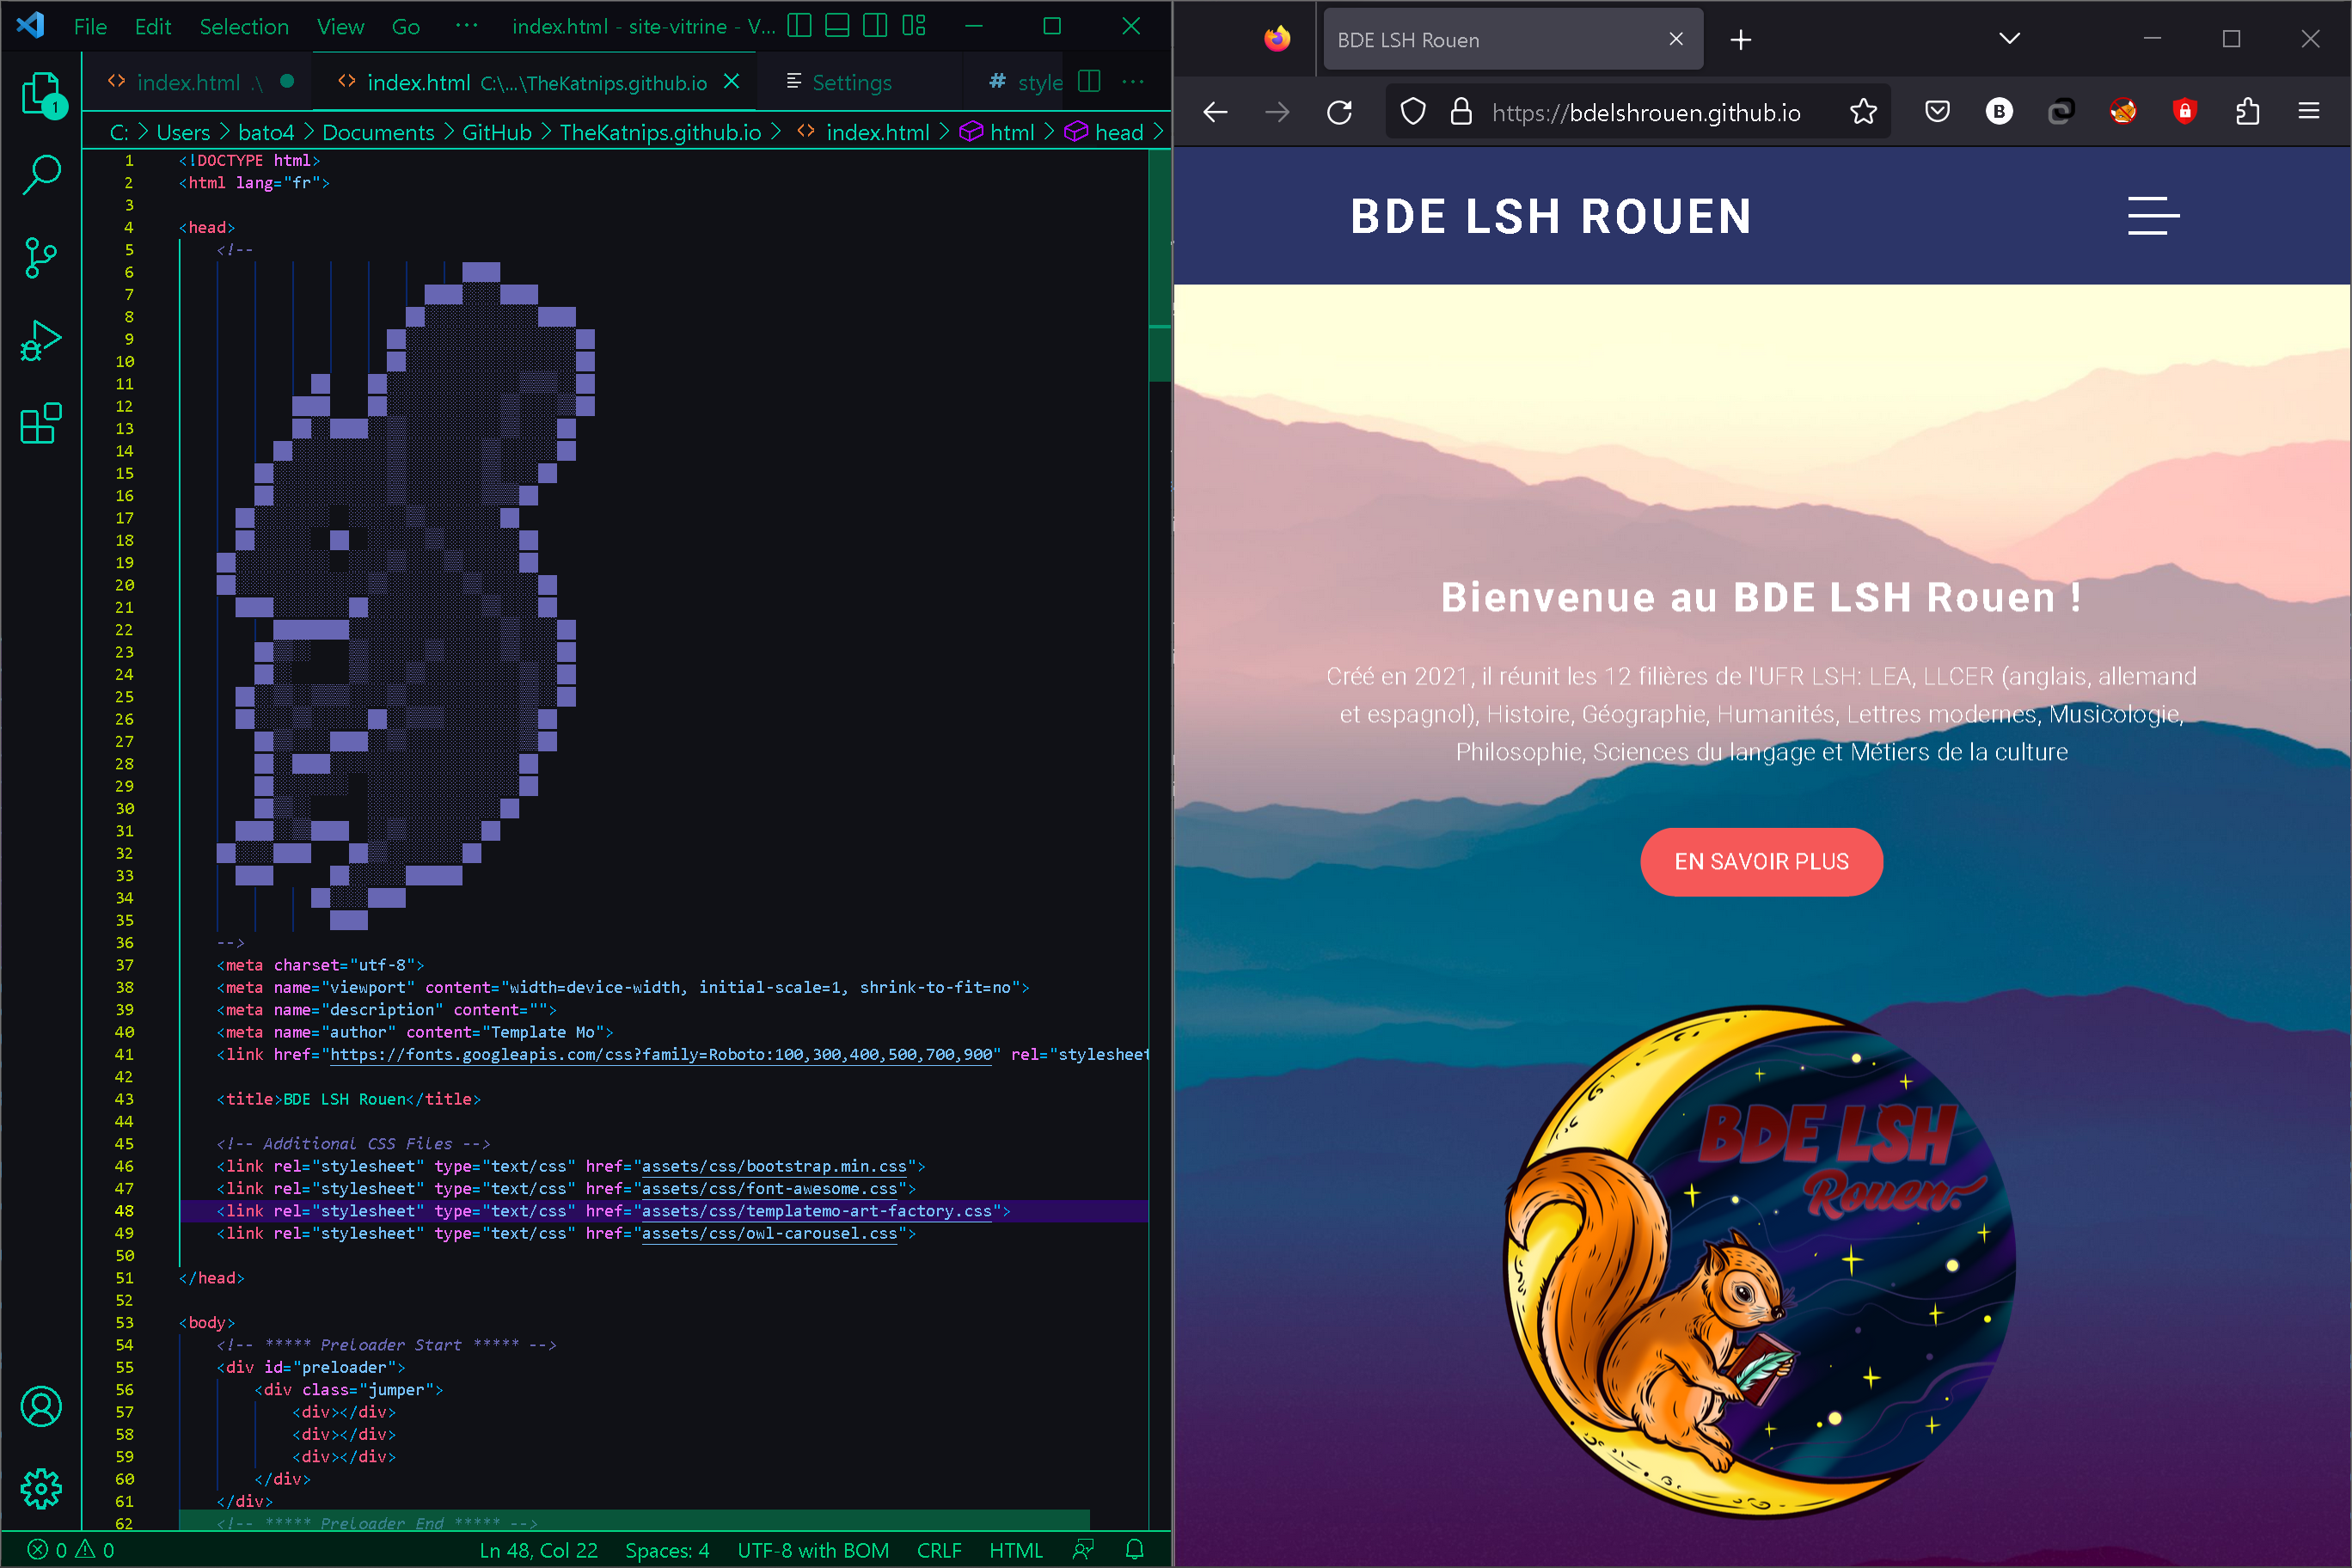 File Edit Selection View Go ··· index.html - site-vitrine - V...
index.html .\ index.html C:\...\TheKatnips.github.io Settings # style
C: > Users > bato4 > Documents > GitHub > TheKatnips.github.io > index.html > html > head >
1
1 <!DOCTYPE html>
2 <html lang="fr">
3
4 <head>
5 <!--
6
7
8
9
10
11
12
13
14
15
16
17
18
19
20
21
22
23
24
25
26
27
28
29
30
31
32
33
34
35
36 -->
37 <meta charset="utf-8">
38 <meta name="viewport" content="width=device-width, initial-scale=1, shrink-to-fit=no">
39 <meta name="description" content="">
40 <meta name="author" content="Template Mo">
41 <link href="https://fonts.googleapis.com/css?family=Roboto:100,300,400,500,700,900" rel="stylesheet
42
43 <title>BDE LSH Rouen</title>
44
45 <!-- Additional CSS Files -->
46 <link rel="stylesheet" type="text/css" href="assets/css/bootstrap.min.css">
47 <link rel="stylesheet" type="text/css" href="assets/css/font-awesome.css">
48 <link rel="stylesheet" type="text/css" href="assets/css/templatemo-art-factory.css">
49 <link rel="stylesheet" type="text/css" href="assets/css/owl-carousel.css">
50
51 </head>
52
53 <body>
54 <!-- ***** Preloader Start ***** -->
55 <div id="preloader">
56 <div class="jumper">
57 <div></div>
58 <div></div>
59 <div></div>
60 </div>
61 </div>
62 <!-- ***** Preloader End ***** -->
0 0 Ln 48, Col 22 Spaces: 4 UTF-8 with BOM CRLF HTML
BDE LSH Rouen
https://bdelshrouen.github.io
B
BDE LSH ROUEN
Bienvenue au BDE LSH Rouen !
Créé en 2021, il réunit les 12 filières de l'UFR LSH: LEA, LLCER (anglais, allemand
et espagnol), Histoire, Géographie, Humanités, Lettres modernes, Musicologie,
Philosophie, Sciences du langage et Métiers de la culture
EN SAVOIR PLUS
BDE LSH
Rouen.